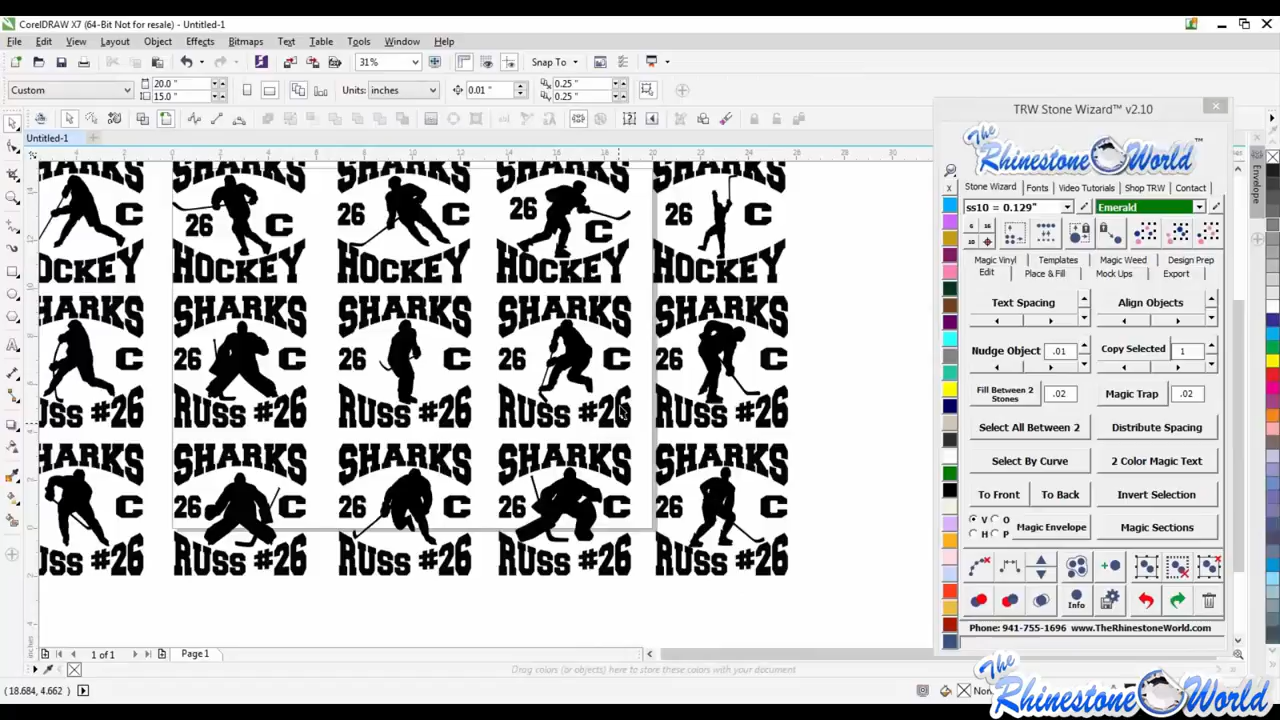 CorelDRAW X7 (64-Bit Not for resale) - Untitled-1
File Edit View Layout Object Effects Bitmaps Text Table Tools Window Help
31% Snap To
Custom 20.0 " 15.0 " Units: inches 0.01 " 0.25 " 0.25 "
Untitled-1
TRW Stone Wizard™ v2.10
The Rhinestone World ™
Stone Wizard Fonts Video Tutorials Shop TRW Contact
ss10 = 0.129" Emerald
Magic Vinyl Templates Magic Weed Design Prep
Edit Place & Fill Mock Ups Export
Text Spacing Align Objects
Nudge Object .01 Copy Selected 1
Fill Between 2 Stones .02 Magic Trap .02
Select All Between 2 Distribute Spacing
Select By Curve 2 Color Magic Text
To Front To Back Invert Selection
V O H P Magic Envelope Magic Sections
Info
Phone: 941-755-1696 www.TheRhinestoneWorld.com
Envelope
SHARKS SHARKS SHARKS SHARKS
C 26 C 26 C 26 C 26 C
OCKEY HOCKEY HOCKEY HOCKEY HOCKEY
HARKS SHARKS SHARKS SHARKS SHARKS
C 26 C 26 C 26 C 26 C
USS #26 RUSS #26 RUSS #26 RUSS #26 RUSS #26
HARKS SHARKS SHARKS SHARKS SHARKS
C 26 C 26 C 26 C 26 C
USS #26 RUSS #26 RUSS #26 RUSS #26 RUSS #26
1 of 1 Page 1
Drag colors (or objects) here to store these colors with your document
(18.684, 4.662)
The Rhinestone World